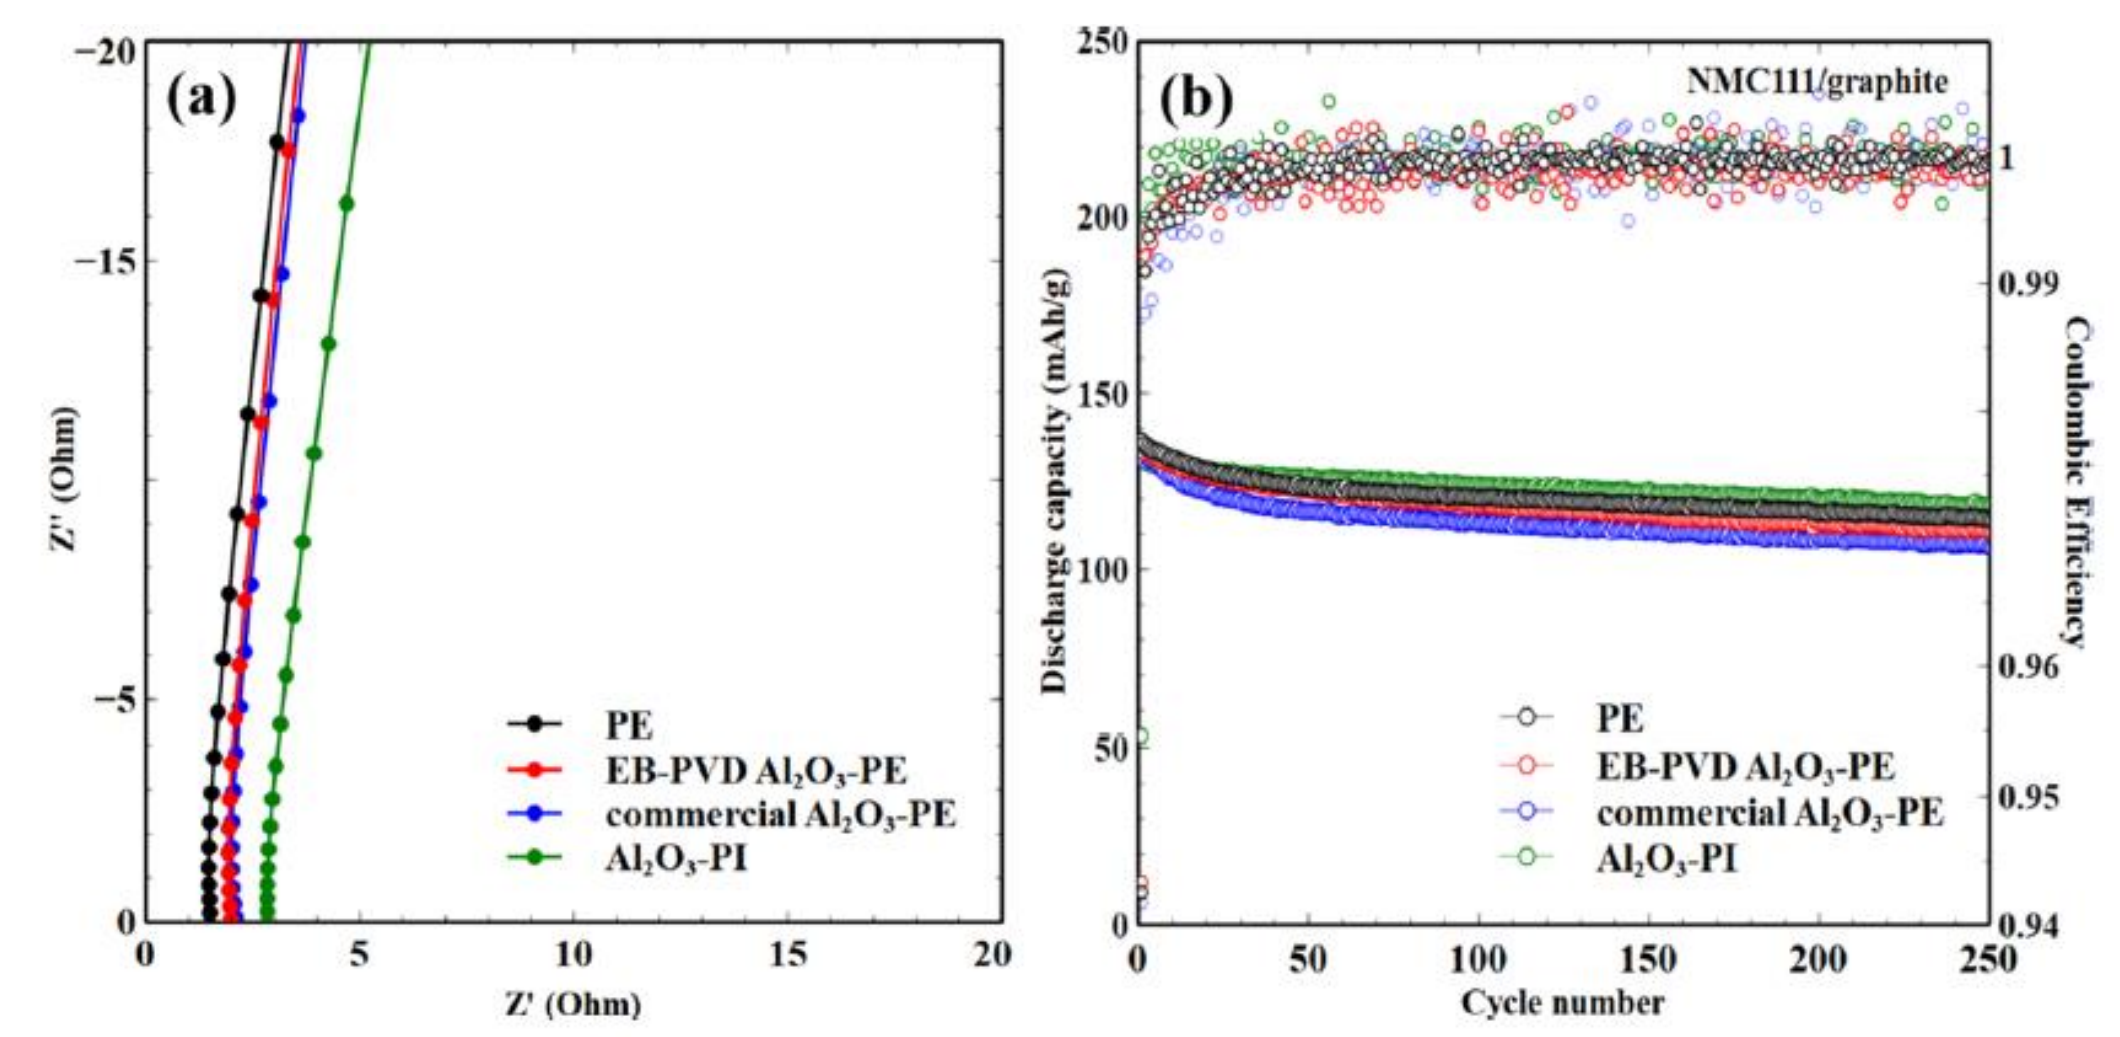 (a)
−20
−15
−5
0
0
5
10
15
20
Z'' (Ohm)
Z' (Ohm)
PE
EB-PVD Al₂O₃-PE
commercial Al₂O₃-PE
Al₂O₃-PI
(b)
NMC111/graphite
250
200
150
100
50
0
0
50
100
150
200
250
1
0.99
0.96
0.95
0.94
Discharge capacity (mAh/g)
Coulombic Efficiency
Cycle number
PE
EB-PVD Al₂O₃-PE
commercial Al₂O₃-PE
Al₂O₃-PI